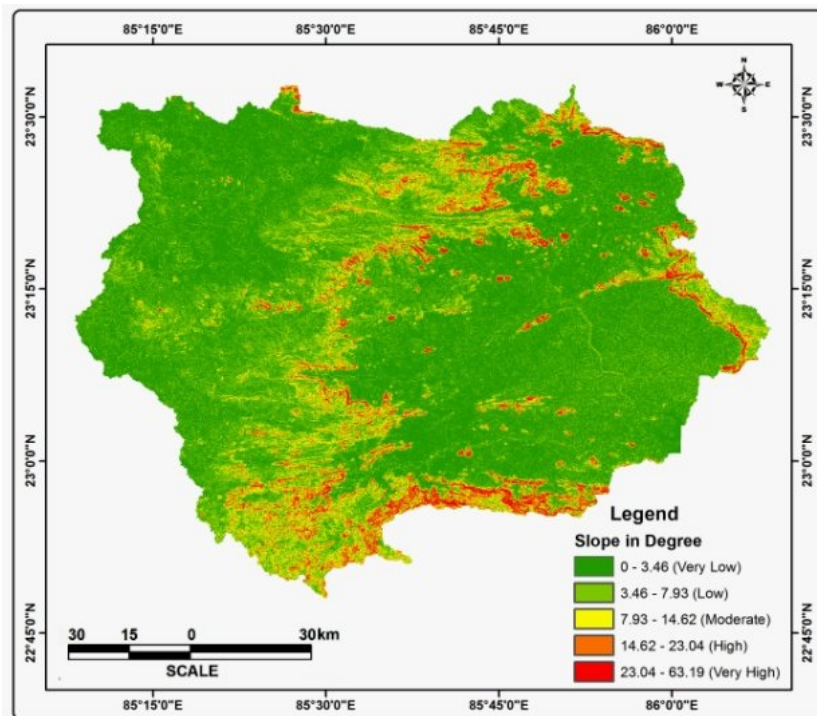 85°15'0"E 85°30'0"E 85°45'0"E 86°0'0"E
N
W E
S
23°30'0"N 23°30'0"N
23°15'0"N 23°15'0"N
23°0'0"N 23°0'0"N
22°45'0"N 22°45'0"N
Legend
Slope in Degree
0 - 3.46 (Very Low)
3.46 - 7.93 (Low)
7.93 - 14.62 (Moderate)
14.62 - 23.04 (High)
23.04 - 63.19 (Very High)
30 15 0 30km
SCALE
85°15'0"E 85°30'0"E 85°45'0"E 86°0'0"E